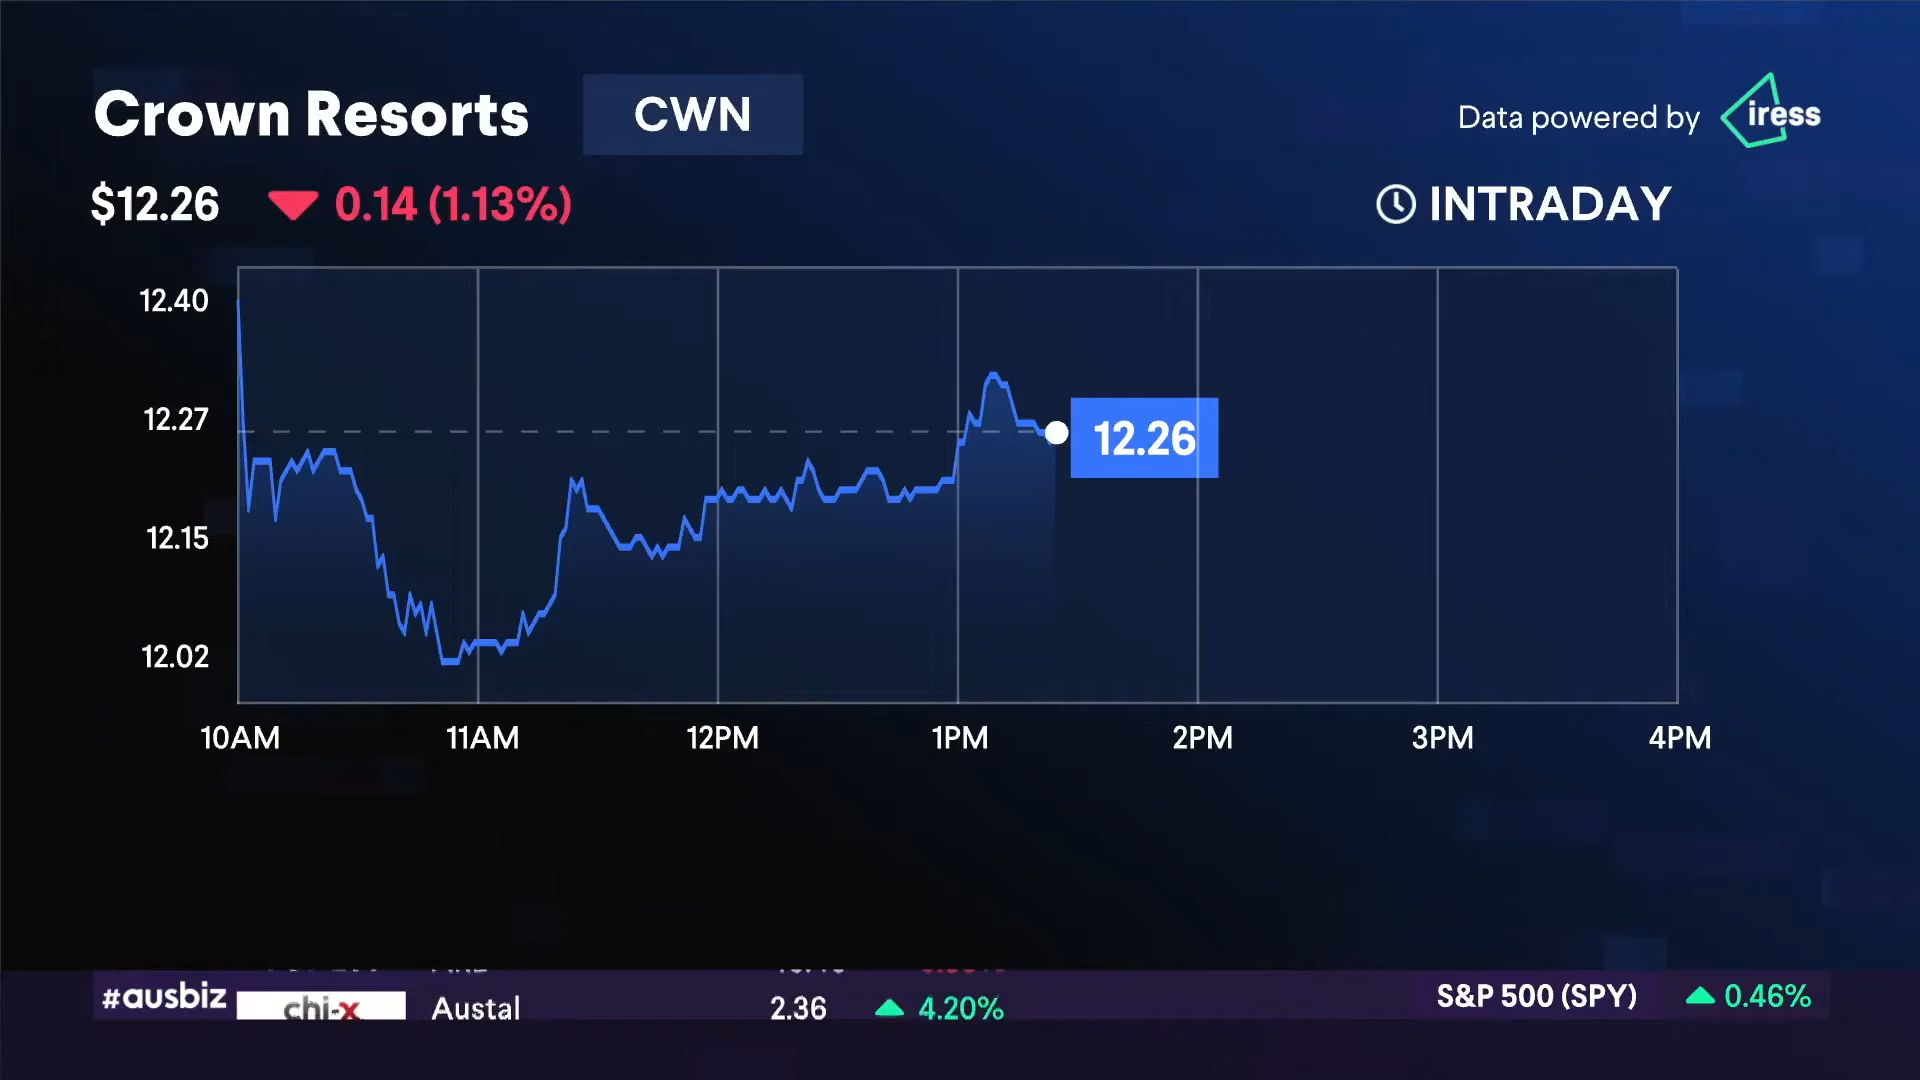 Crown Resorts CWN
Data powered by iress
$12.26 0.14 (1.13%)
INTRADAY
12.40
12.27
12.26
12.15
12.02
10AM 11AM 12PM 1PM 2PM 3PM 4PM
#ausbiz chi-x Austal 2.36 4.20% S&P 500 (SPY) 0.46%